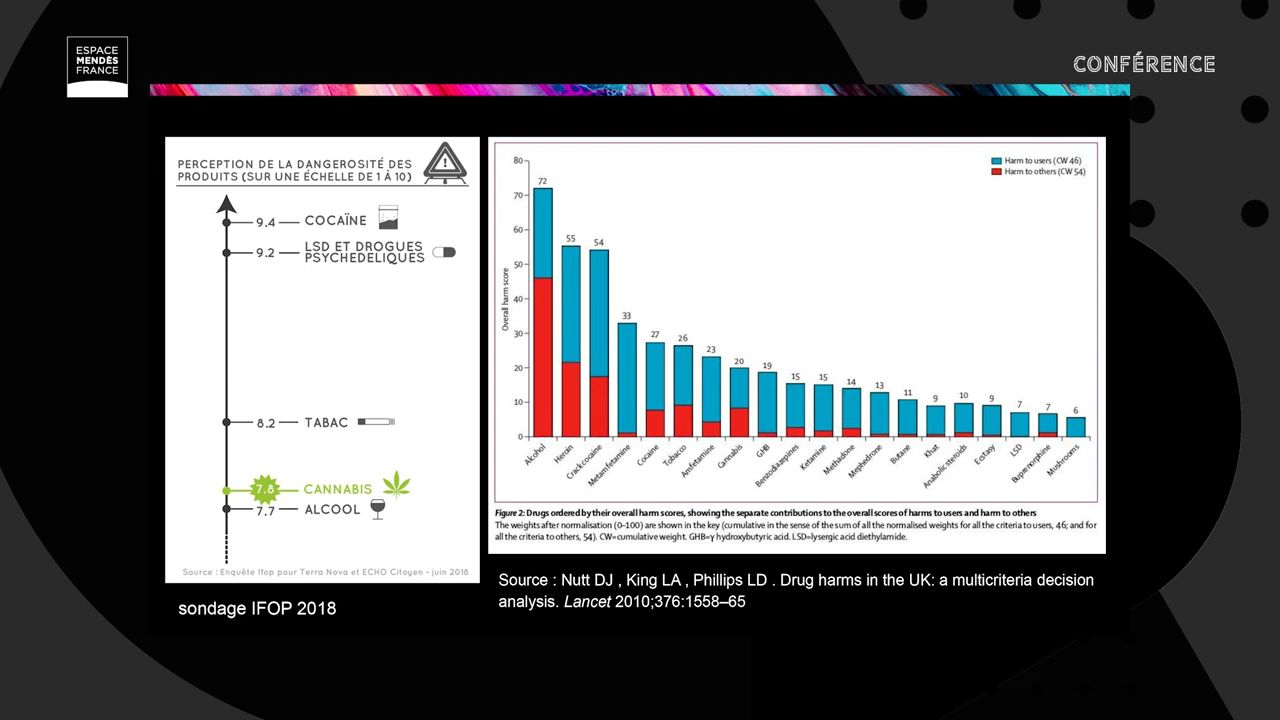 ESPACE
MENDÈS
FRANCE
CONFÉRENCE
PERCEPTION DE LA DANGEROSITÉ DES
PRODUITS (SUR UNE ÉCHELLE DE 1 À 10)
9.4 COCAÏNE
9.2 LSD ET DROGUES
PSYCHEDELIQUES
8.2 TABAC
7.8 CANNABIS
7.7 ALCOOL
Source : Enquête Ifop pour Terra Nova et ECHO Citoyen - juin 2018
sondage IFOP 2018
Harm to users (CW 46)
Harm to others (CW 54)
Overall harm score
80
70
60
50
40
30
20
10
0
72
55
54
33
27
26
23
20
19
15
15
14
13
11
9
10
9
7
7
6
Alcohol
Heroin
Crack cocaine
Metamfetamine
Cocaine
Tobacco
Amfetamine
Cannabis
GHB
Benzodiazepines
Ketamine
Methadone
Mephedrone
Butane
Khat
Anabolic steroids
Ecstasy
LSD
Buprenorphine
Mushrooms
Figure 2: Drugs ordered by their overall harm scores, showing the separate contributions to the overall scores of harms to users and harm to others
The weights after normalisation (0–100) are shown in the key (cumulative in the sense of the sum of all the normalised weights for all the criteria to users, 46; and for
all the criteria to others, 54). CW=cumulative weight. GHB=γ hydroxybutyric acid. LSD=lysergic acid diethylamide.
Source : Nutt DJ , King LA , Phillips LD . Drug harms in the UK: a multicriteria decision
analysis. Lancet 2010;376:1558–65